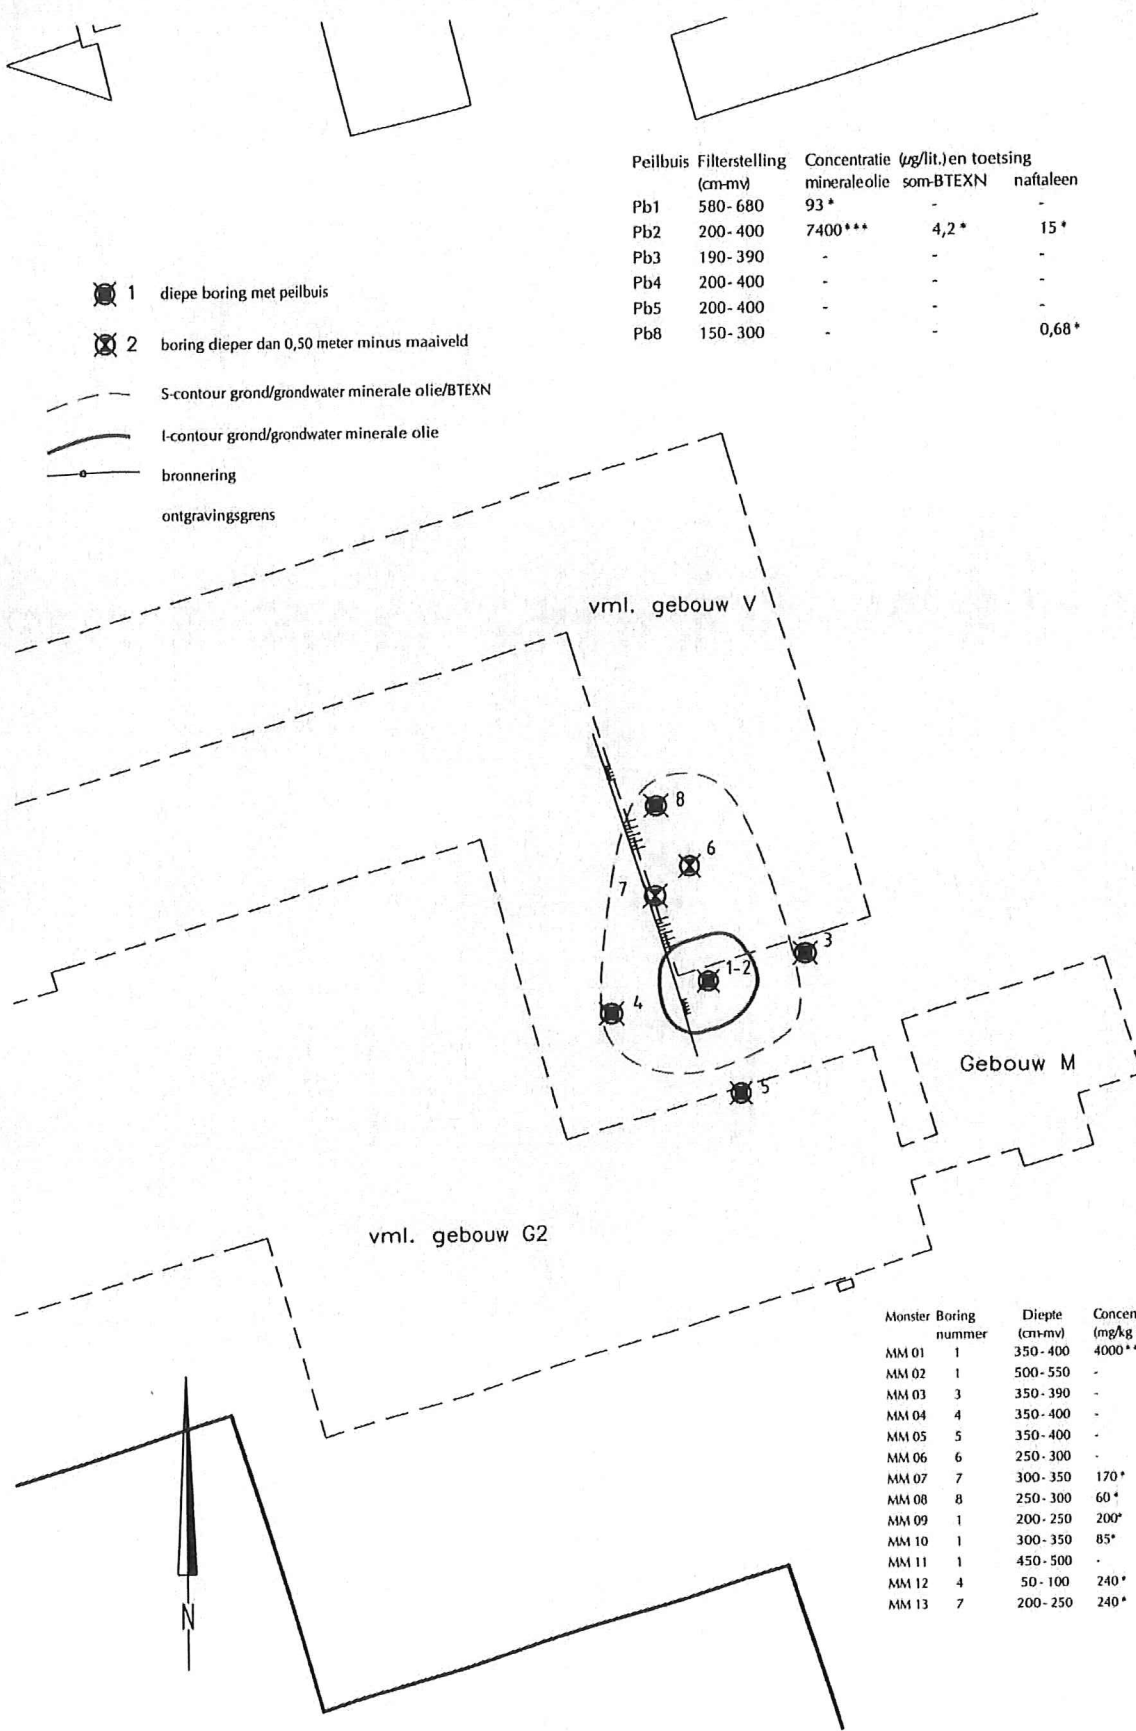 Peilbuis Filterstelling Concentratie (µg/lit.) en toetsing
(cm-mv) minerale olie som-BTEXN naftaleen
Pb1 580-680 93* - -
Pb2 200-400 7400*** 4,2* 15*
Pb3 190-390 - - -
Pb4 200-400 - - -
Pb5 200-400 - - -
Pb8 150-300 - - 0,68*
1 diepe boring met peilbuis
2 boring dieper dan 0,50 meter minus maaiveld
S-contour grond/grondwater minerale olie/BTEXN
I-contour grond/grondwater minerale olie
bronnering
ontgravingsgrens
vml. gebouw V
8
6
7
3
1-2
4
5
Gebouw M
vml. gebouw G2
Monster Boring Diepte Concen
nummer (cm-mv) (mg/kg
MM 01 1 350-400 4000**
MM 02 1 500-550 -
MM 03 3 350-390 -
MM 04 4 350-400 -
MM 05 5 350-400 -
MM 06 6 250-300 -
MM 07 7 300-350 170*
MM 08 8 250-300 60*
MM 09 1 200-250 200*
MM 10 1 300-350 85*
MM 11 1 450-500 -
MM 12 4 50-100 240*
MM 13 7 200-250 240*
N